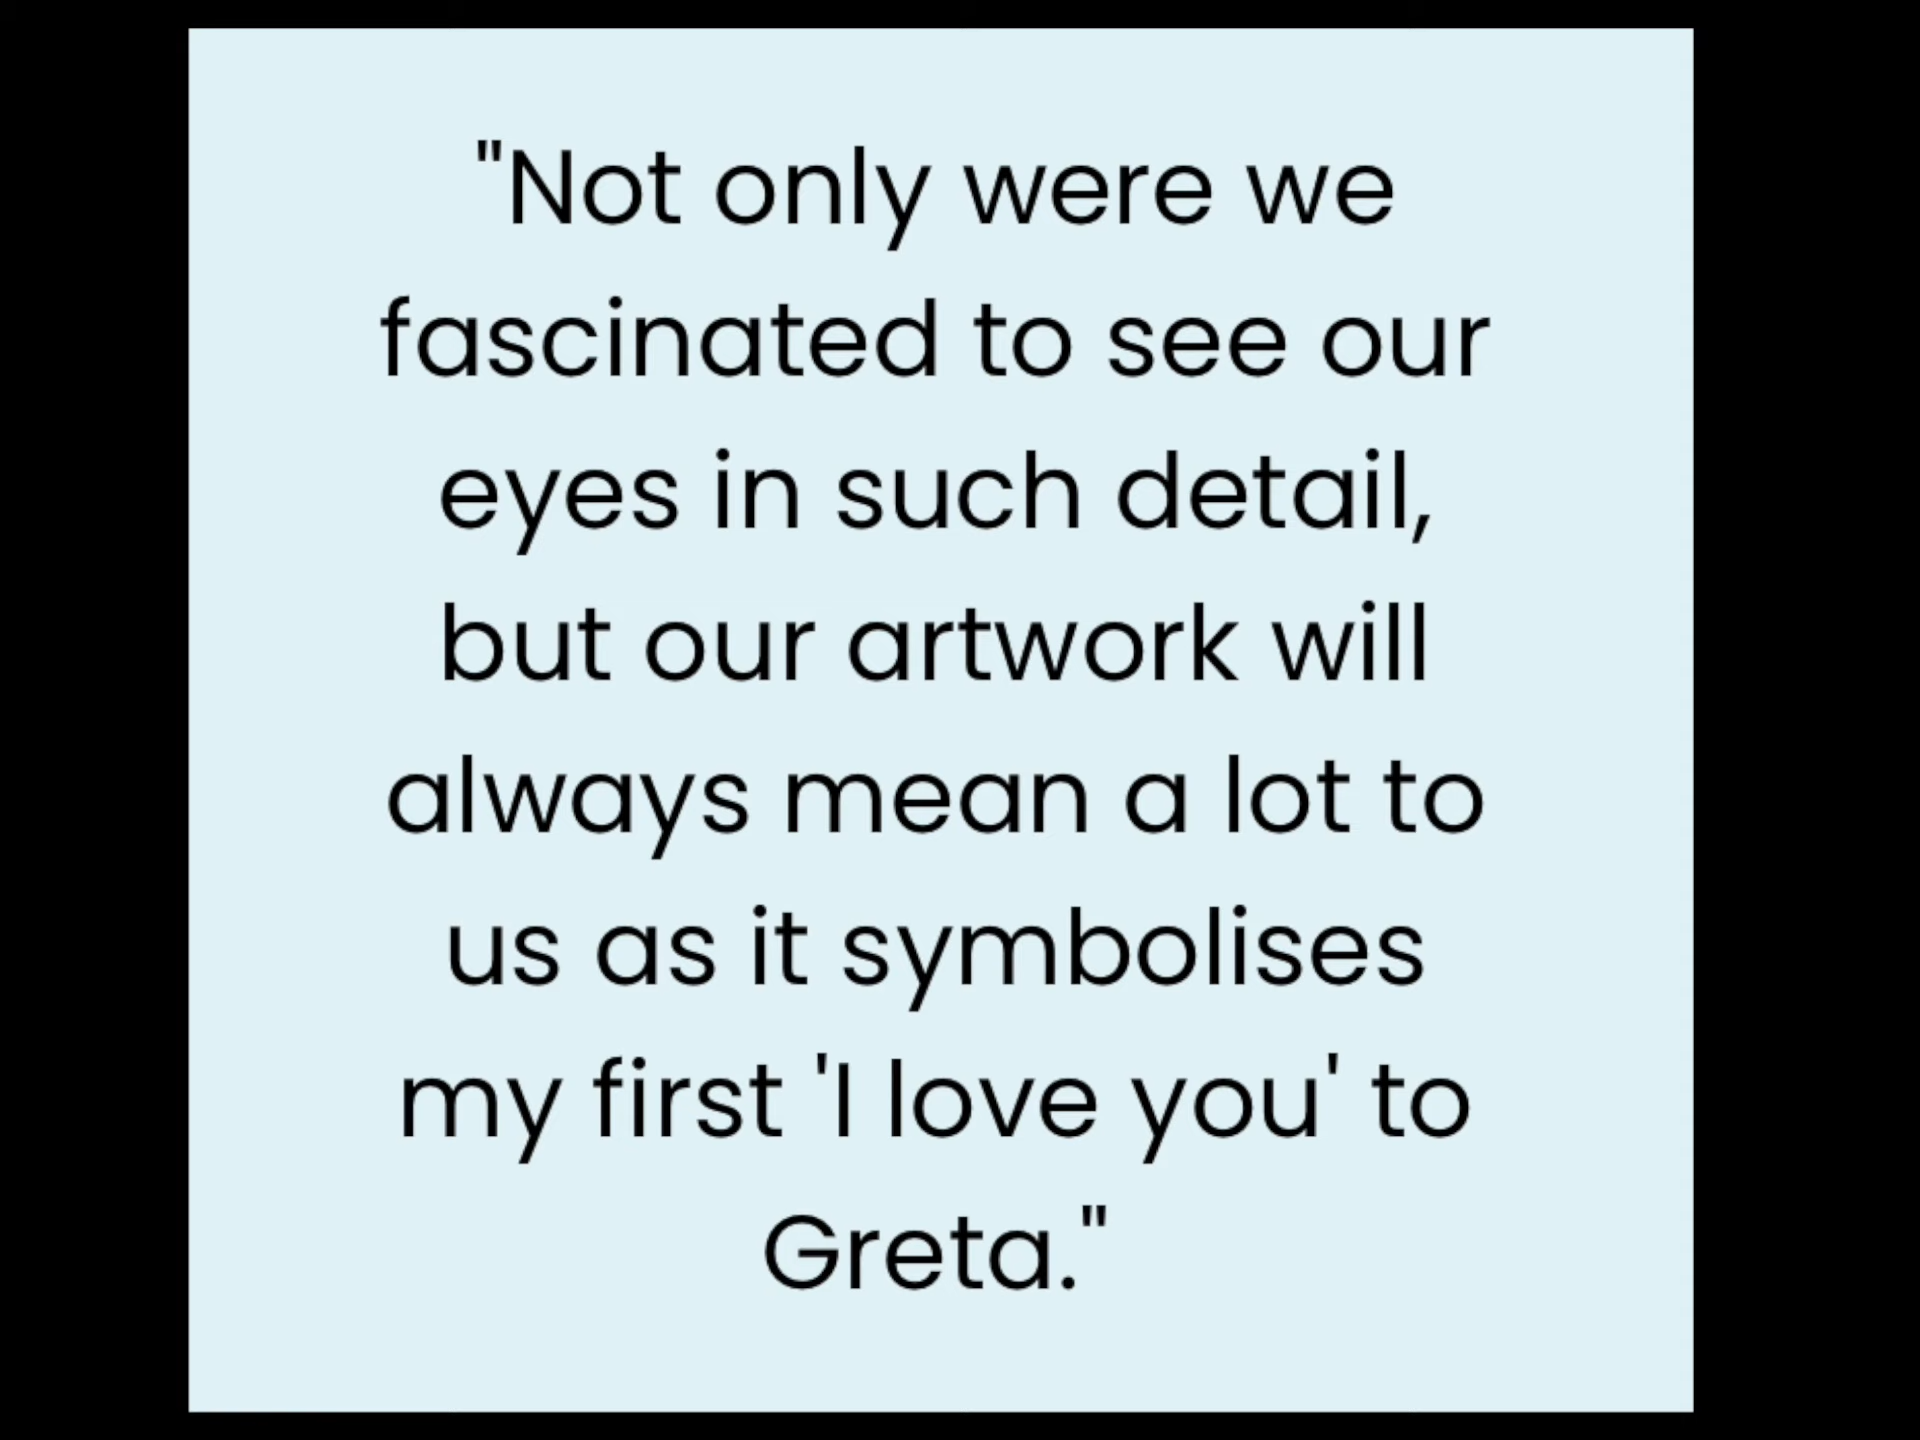 "Not only were we
fascinated to see our
eyes in such detail,
but our artwork will
always mean a lot to
us as it symbolises
my first 'I love you' to
Greta."